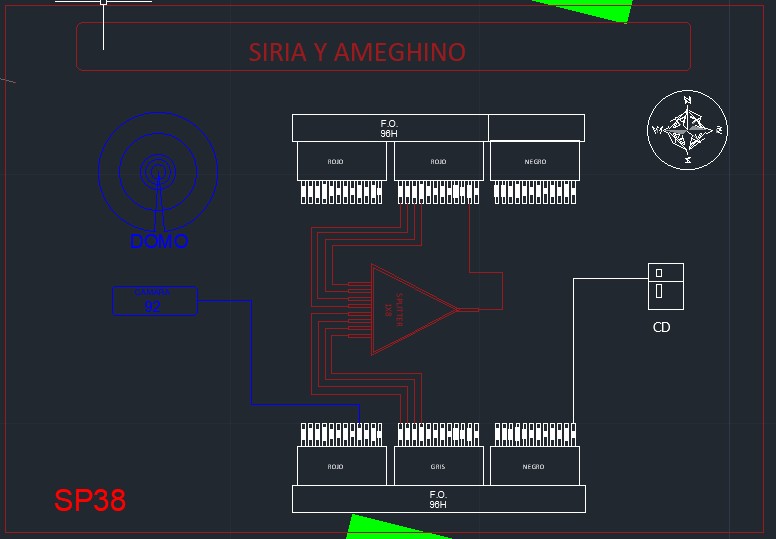 SIRIA Y AMEGHINO
F.O.
96H
ROJO
ROJO
NEGRO
N
S
DOMO
CAMARA
92
SPLITTER
1X8
CD
ROJO
GRIS
NEGRO
F.O.
96H
SP38